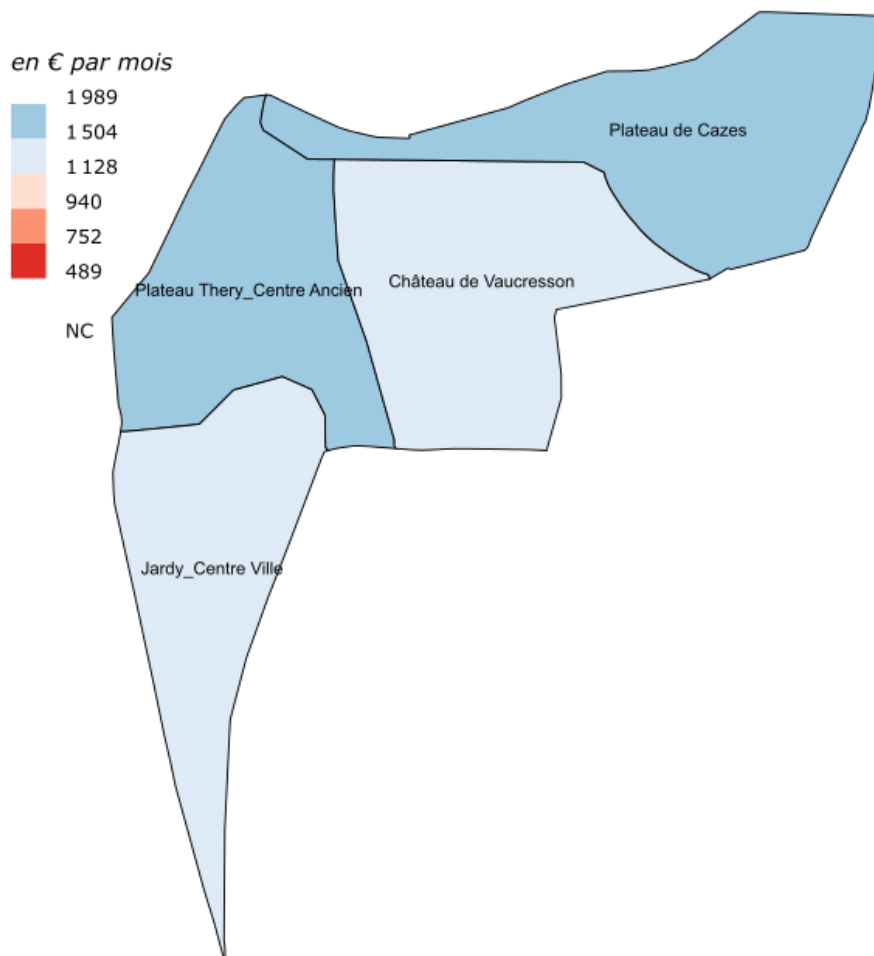 en € par mois
1 989
1 504
1 128
940
752
489
NC
Plateau de Cazes
Château de Vaucresson
Plateau Thery_Centre Ancien
Jardy_Centre Ville